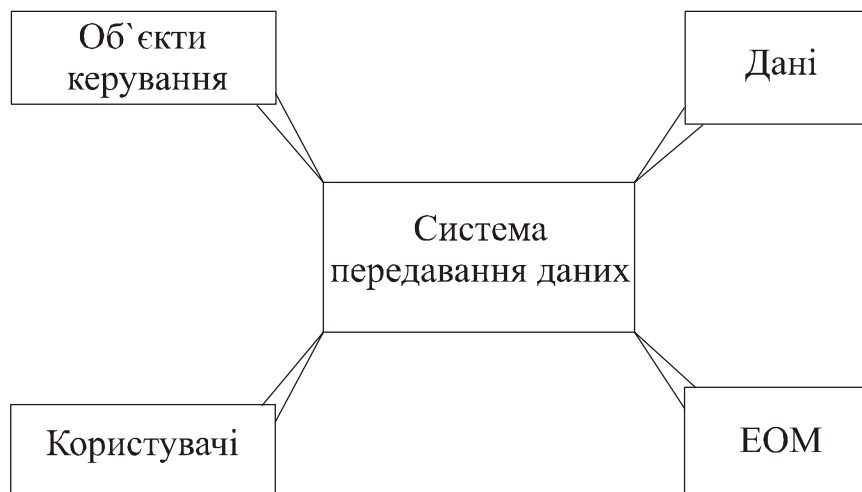 Об`єкти
керування
Дані
Система
передавання даних
Користувачі
ЕОМ